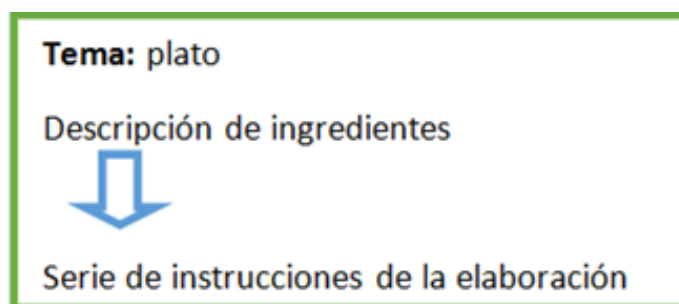 Tema: plato
Descripción de ingredientes
Serie de instrucciones de la elaboración